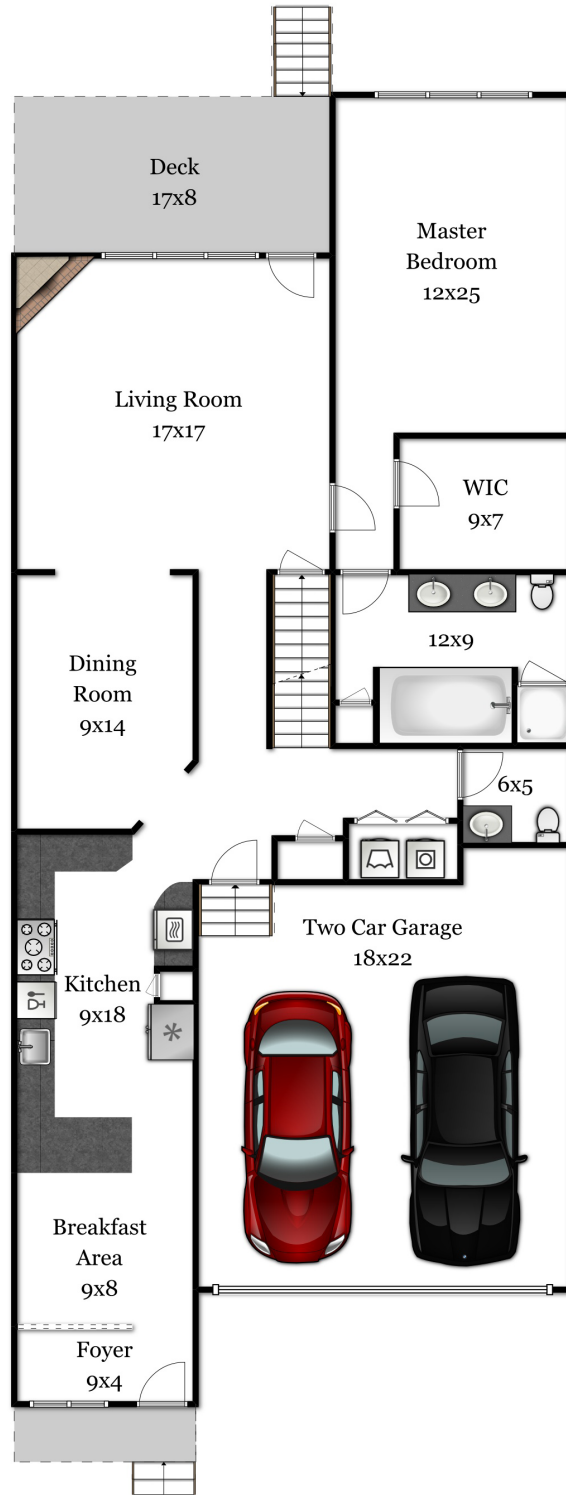 Deck
17x8
Master
Bedroom
12x25
Living Room
17x17
WIC
9x7
12x9
Dining
Room
9x14
6x5
Two Car Garage
18x22
Kitchen
9x18
Breakfast
Area
9x8
Foyer
9x4